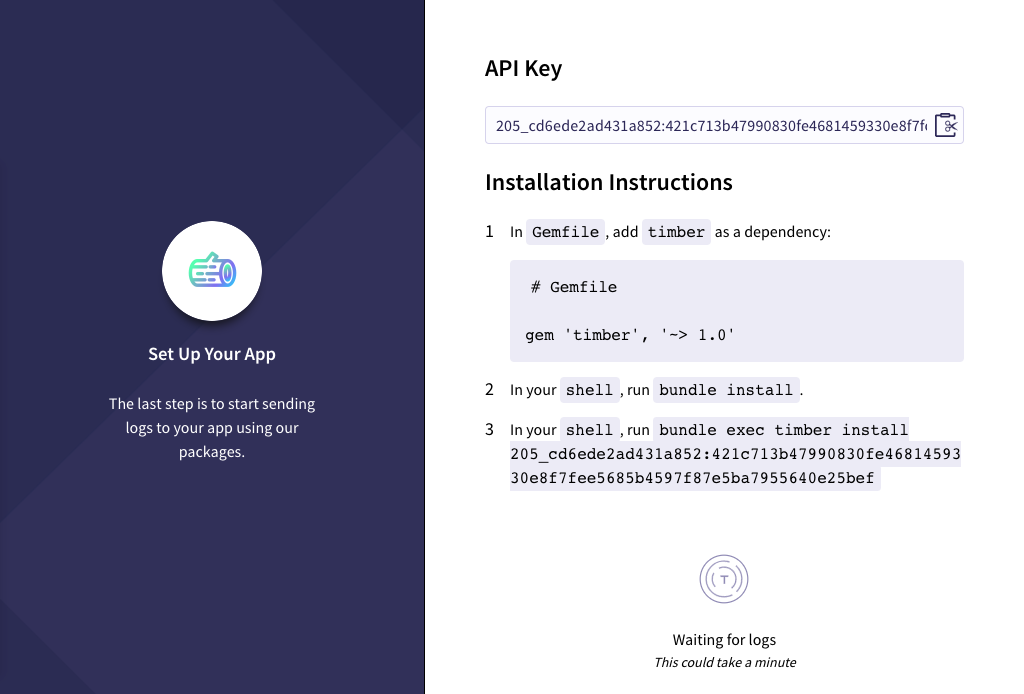 Set Up Your App
The last step is to start sending
logs to your app using our
packages.
API Key
205_cd6ede2ad431a852:421c713b47990830fe4681459330e8f7fe
Installation Instructions
1 In Gemfile, add timber as a dependency:
# Gemfile
gem 'timber', '~> 1.0'
2 In your shell, run bundle install.
3 In your shell, run bundle exec timber install
205_cd6ede2ad431a852:421c713b47990830fe46814593
30e8f7fee5685b4597f87e5ba7955640e25bef
T
Waiting for logs
This could take a minute